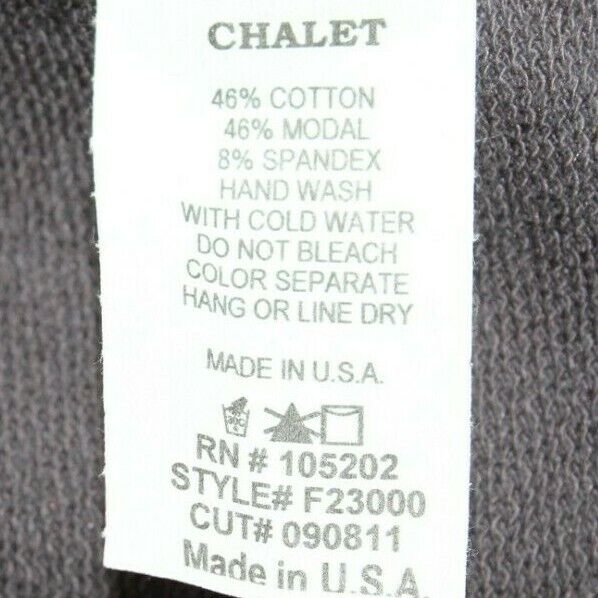 CHALET
46% COTTON
46% MODAL
8% SPANDEX
HAND WASH
WITH COLD WATER
DO NOT BLEACH
COLOR SEPARATE
HANG OR LINE DRY
MADE IN U.S.A.
RN # 105202
STYLE# F23000
CUT# 090811
Made in U.S.A.